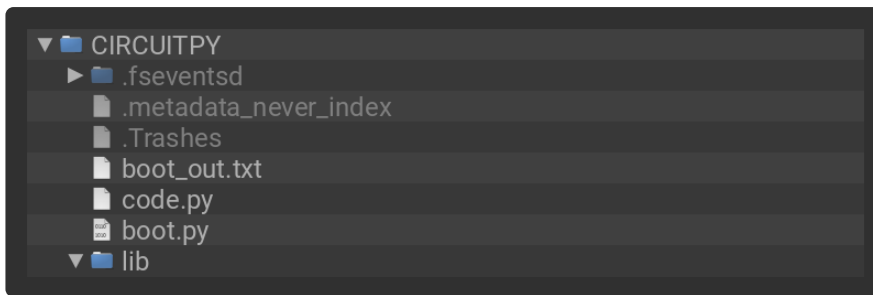 CIRCUITPY
.fseventsd
.metadata_never_index
.Trashes
boot_out.txt
code.py
boot.py
lib